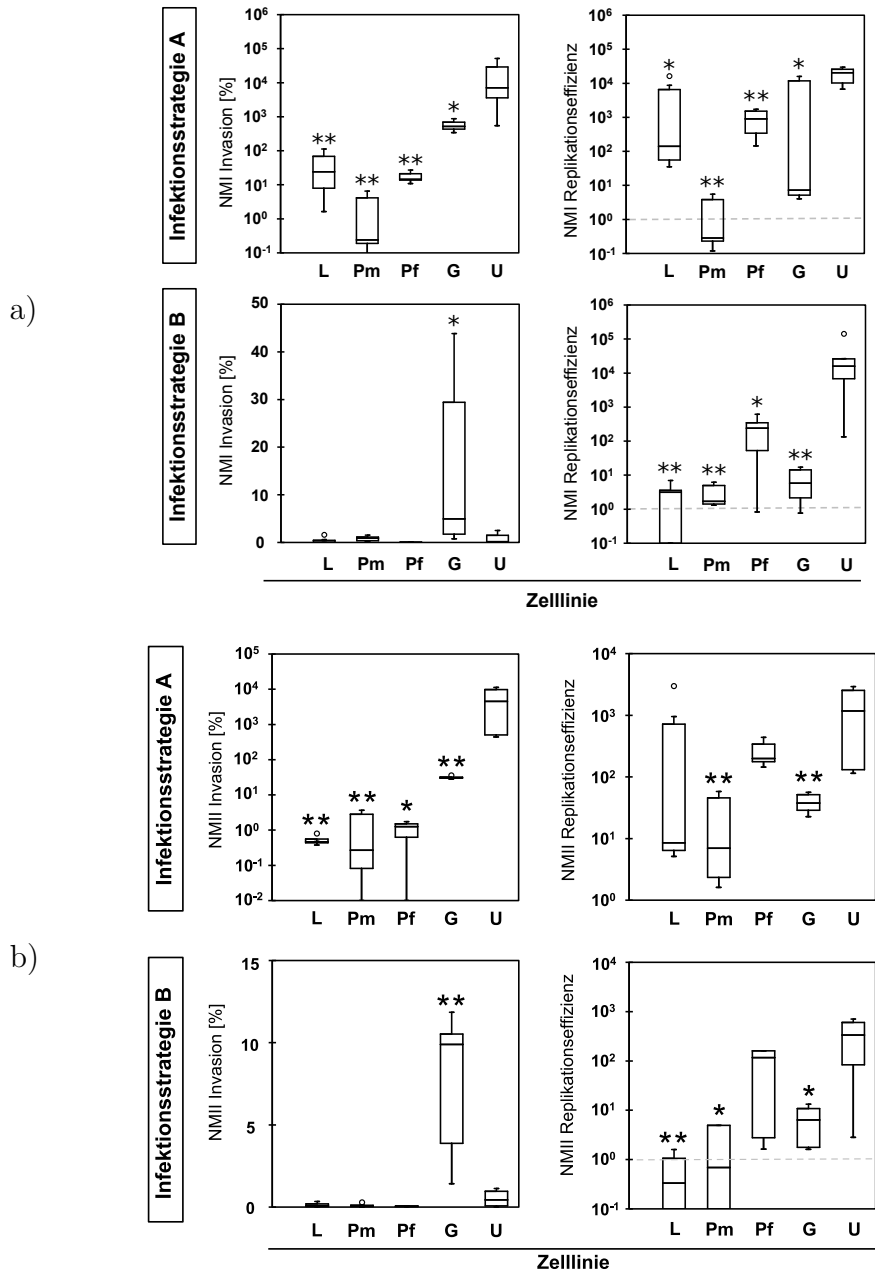 a)
Infektionsstrategie A
NMI Invasion [%]
10⁶
10⁵
10⁴
10³
10²
10¹
10⁰
10⁻¹
** ** ** *
L Pm Pf G U
NMI Replikationseffizienz
10⁶
10⁵
10⁴
10³
10²
10¹
10⁰
10⁻¹
* ** ** *
L Pm Pf G U
Infektionsstrategie B
NMI Invasion [%]
50
40
30
20
10
0
*
L Pm Pf G U
NMI Replikationseffizienz
10⁶
10⁵
10⁴
10³
10²
10¹
10⁰
10⁻¹
** ** * **
L Pm Pf G U
Zelllinie
b)
Infektionsstrategie A
NMII Invasion [%]
10⁵
10⁴
10³
10²
10¹
10⁰
10⁻¹
10⁻²
** ** * **
L Pm Pf G U
NMII Replikationseffizienz
10⁴
10³
10²
10¹
10⁰
** **
L Pm Pf G U
Infektionsstrategie B
NMII Invasion [%]
15
10
5
0
**
L Pm Pf G U
NMII Replikationseffizienz
10⁴
10³
10²
10¹
10⁰
10⁻¹
** * *
L Pm Pf G U
Zelllinie